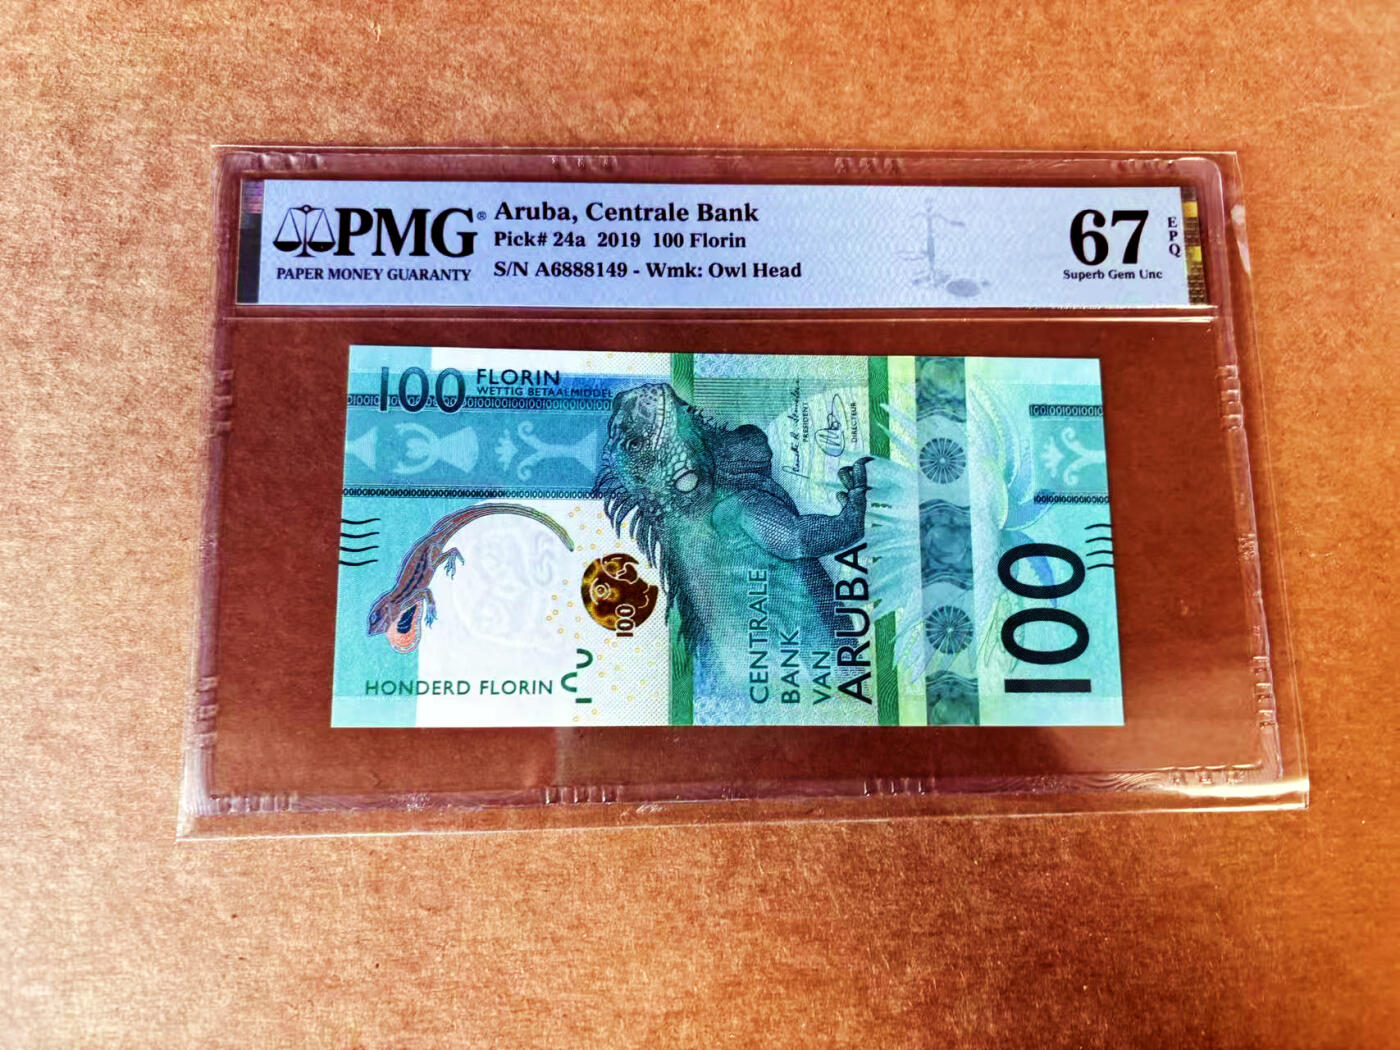 PMG®
PAPER MONEY GUARANTY
Aruba, Centrale Bank
Pick# 24a 2019 100 Florin
S/N A6888149 - Wmk: Owl Head
67
EPQ
Superb Gem Unc
100 FLORIN
WETTIG BETAALMIDDEL
PRESIDENT
DIRECTEUR
HONDERD FLORIN
100
CENTRALE
BANK
VAN
ARUBA
100